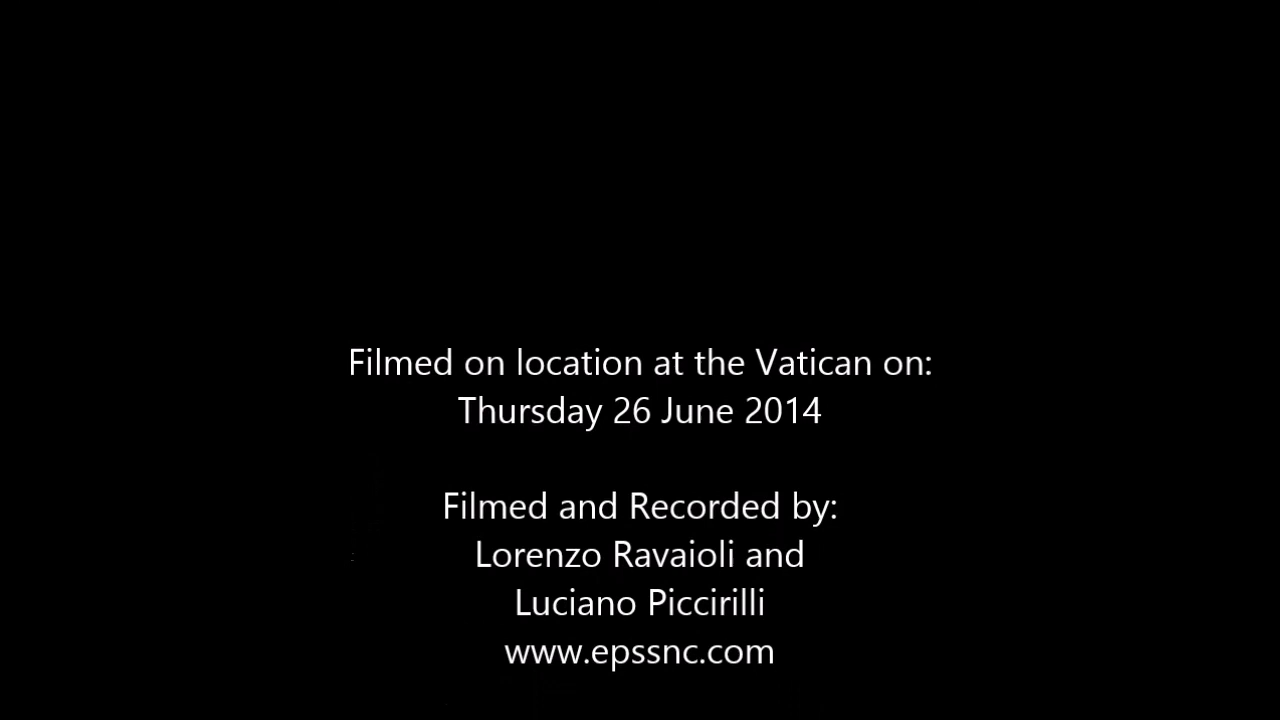 Filmed on location at the Vatican on:
Thursday 26 June 2014
Filmed and Recorded by:
Lorenzo Ravaioli and
Luciano Piccirilli
www.epssnc.com